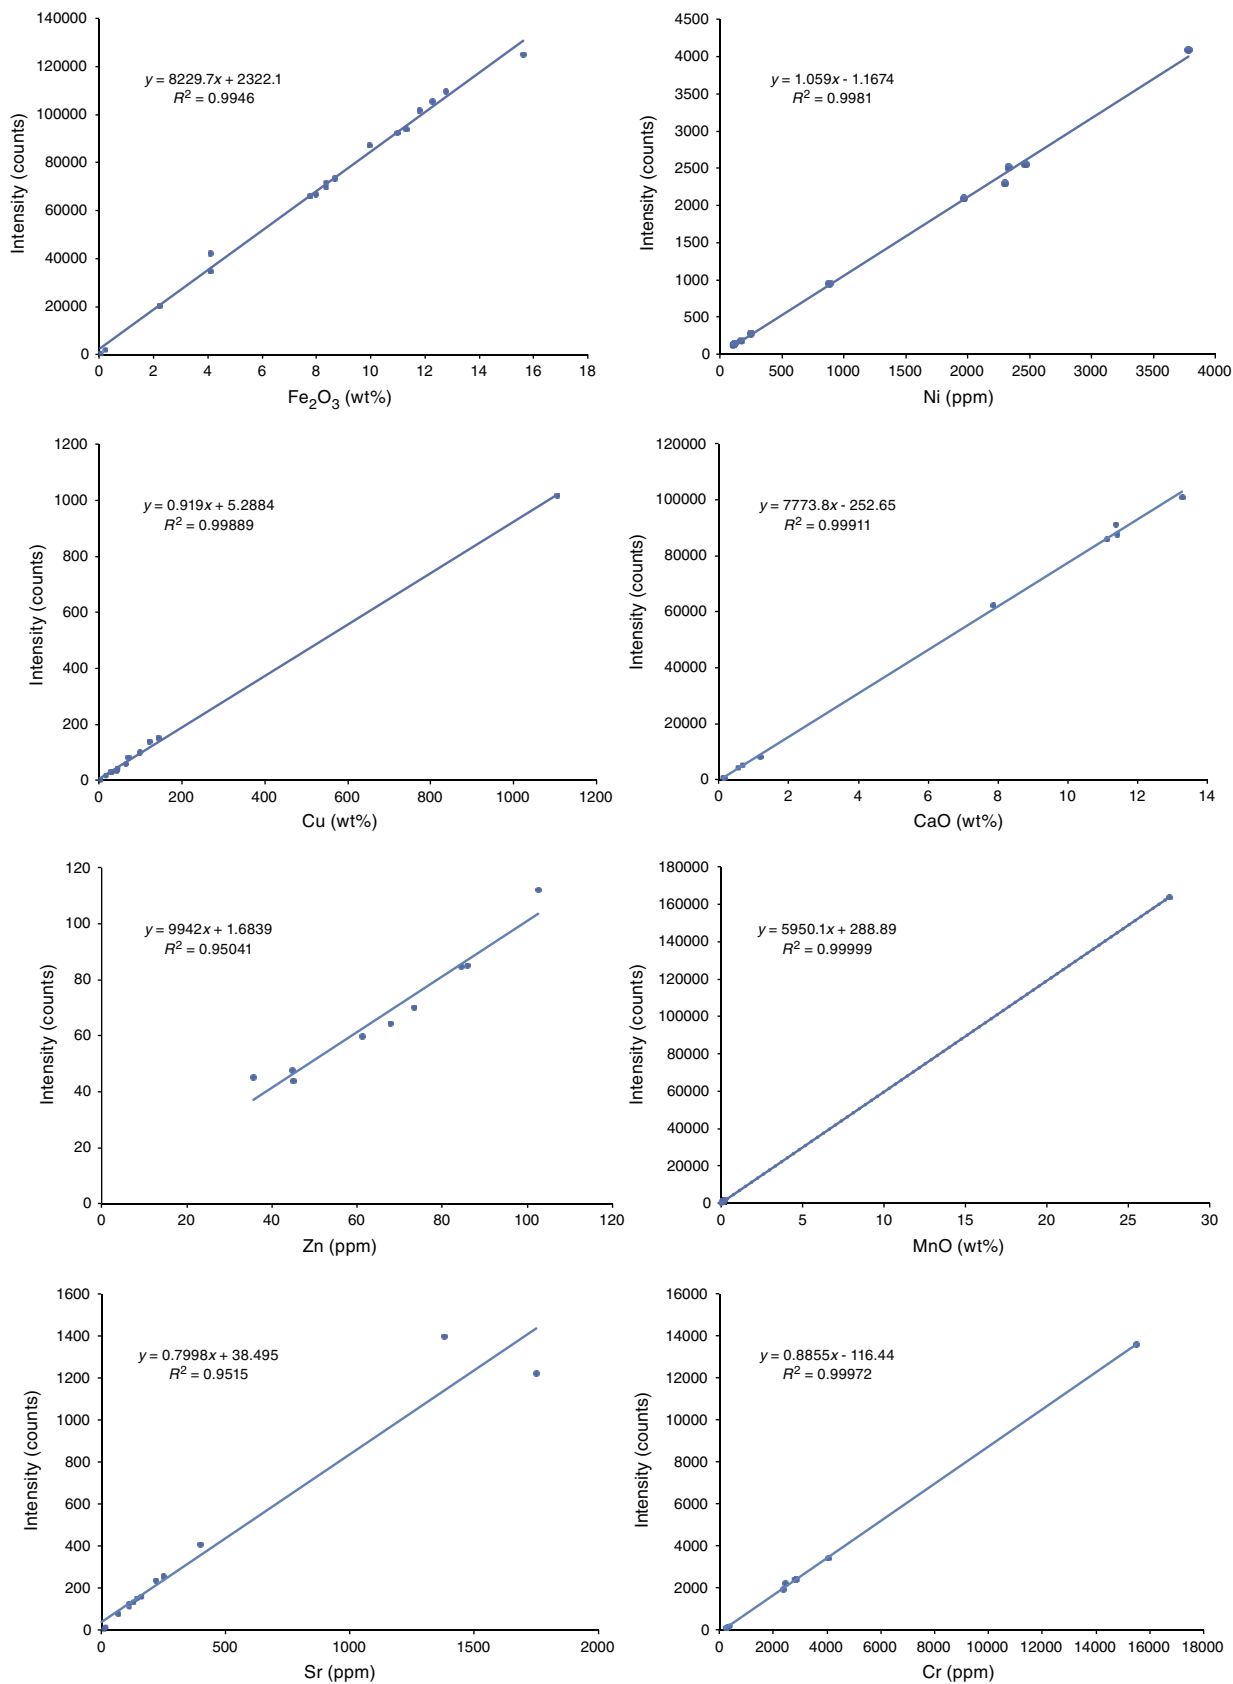 140000
120000
100000
80000
60000
40000
20000
0
Intensity (counts)
y = 8229.7x + 2322.1
R2 = 0.9946
0 2 4 6 8 10 12 14 16 18
Fe2O3 (wt%)
4500
4000
3500
3000
2500
2000
1500
1000
500
0
Intensity (counts)
y = 1.059x - 1.1674
R2 = 0.9981
0 500 1000 1500 2000 2500 3000 3500 4000
Ni (ppm)
1200
1000
800
600
400
200
0
Intensity (counts)
y = 0.919x + 5.2884
R2 = 0.99889
0 200 400 600 800 1000 1200
Cu (wt%)
120000
100000
80000
60000
40000
20000
0
Intensity (counts)
y = 7773.8x - 252.65
R2 = 0.99911
0 2 4 6 8 10 12 14
CaO (wt%)
120
100
80
60
40
20
0
Intensity (counts)
y = 9942x + 1.6839
R2 = 0.95041
0 20 40 60 80 100 120
Zn (ppm)
180000
160000
140000
120000
100000
80000
60000
40000
20000
0
Intensity (counts)
y = 5950.1x + 288.89
R2 = 0.99999
0 5 10 15 20 25 30
MnO (wt%)
1600
1400
1200
1000
800
600
400
200
0
Intensity (counts)
y = 0.7998x + 38.495
R2 = 0.9515
0 500 1000 1500 2000
Sr (ppm)
16000
14000
12000
10000
8000
6000
4000
2000
0
Intensity (counts)
y = 0.8855x - 116.44
R2 = 0.99972
0 2000 4000 6000 8000 10000 12000 14000 16000 18000
Cr (ppm)